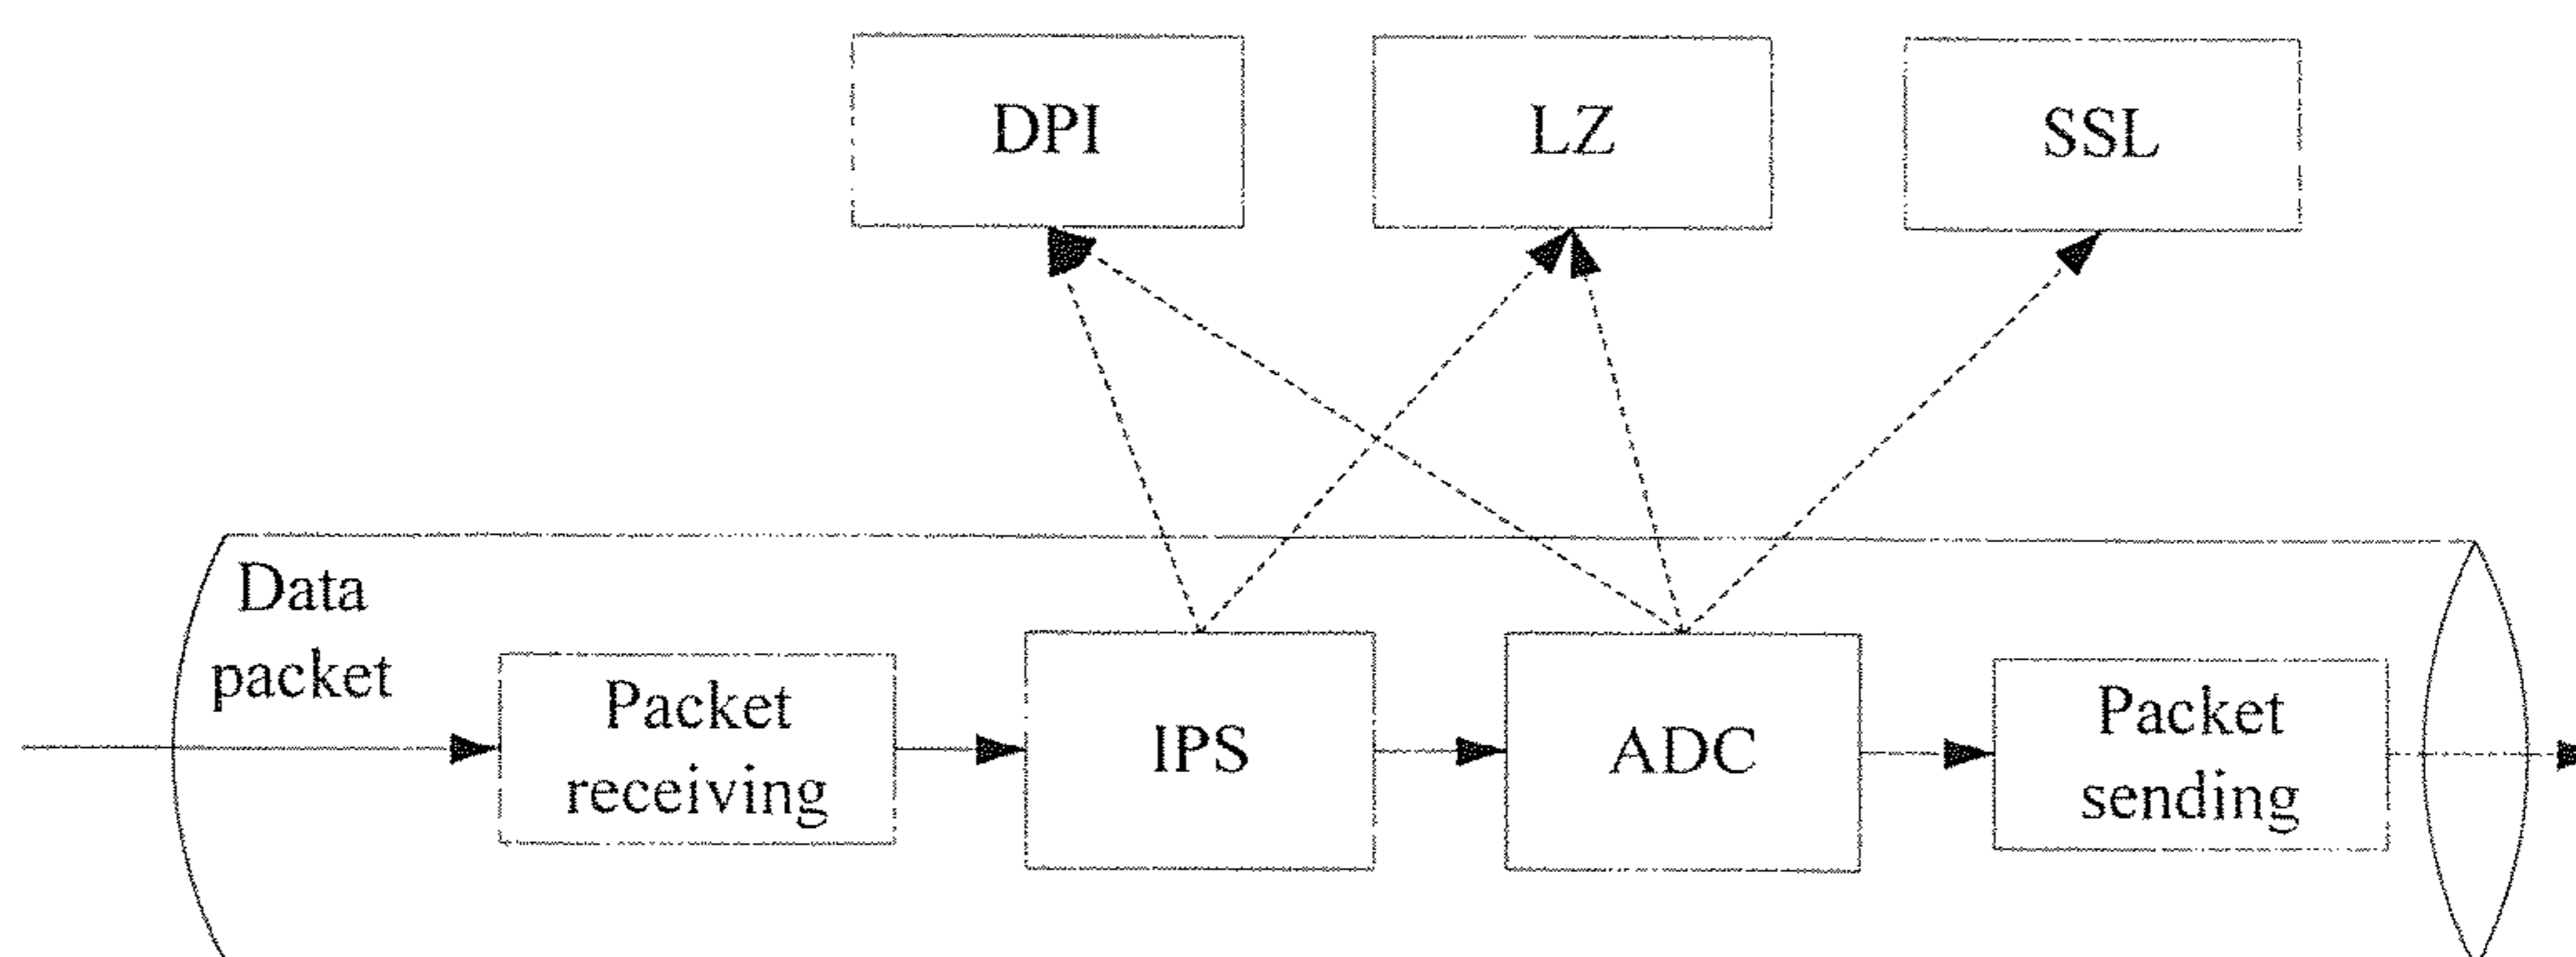 DPI
LZ
SSL
Data
packet
Packet
receiving
IPS
ADC
Packet
sending